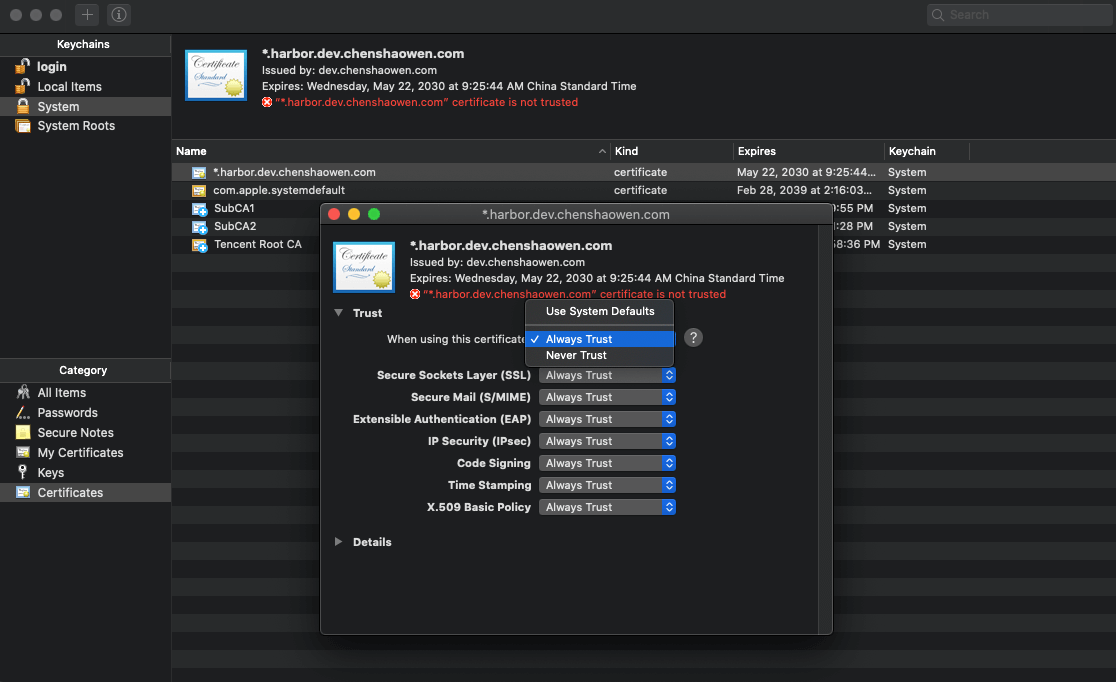 Search
Keychains
login
Local Items
System
System Roots
Certificate
Standard
*.harbor.dev.chenshaowen.com
Issued by: dev.chenshaowen.com
Expires: Wednesday, May 22, 2030 at 9:25:44 AM China Standard Time
"*.harbor.dev.chenshaowen.com" certificate is not trusted
Name Kind Expires Keychain
*.harbor.dev.chenshaowen.com certificate May 22, 2030 at 9:25:44... System
com.apple.systemdefault certificate Feb 28, 2039 at 2:16:03... System
SubCA1 :55 PM System
SubCA2 :28 PM System
Tencent Root CA 58:36 PM System
*.harbor.dev.chenshaowen.com
Certificate
Standard
*.harbor.dev.chenshaowen.com
Issued by: dev.chenshaowen.com
Expires: Wednesday, May 22, 2030 at 9:25:44 AM China Standard Time
"*.harbor.dev.chenshaowen.com" certificate is not trusted
Trust
Use System Defaults
When using this certificate ✓ Always Trust ?
Never Trust
Secure Sockets Layer (SSL) Always Trust
Secure Mail (S/MIME) Always Trust
Extensible Authentication (EAP) Always Trust
IP Security (IPsec) Always Trust
Code Signing Always Trust
Time Stamping Always Trust
X.509 Basic Policy Always Trust
Details
Category
All Items
Passwords
Secure Notes
My Certificates
Keys
Certificates